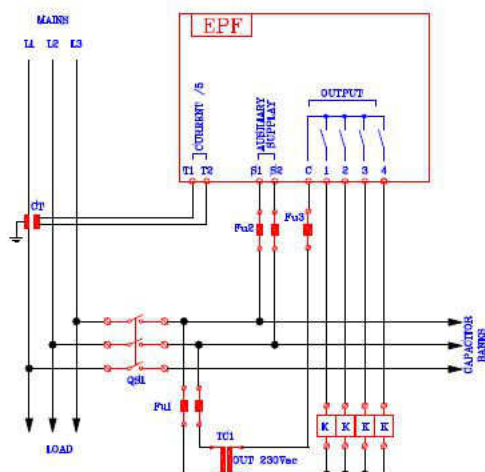 MAINS
L1 L2 L3
EPF
OUTPUT
CURRENT /5
AUXILIARY
SUPPLAY
T1 T2 S1 S2 C 1 2 3 4
CT
Fu2
Fu3
CAPACITOR
BANKS
QS1
Fu1
TC1
K K K K
OUT 230Vac
LOAD